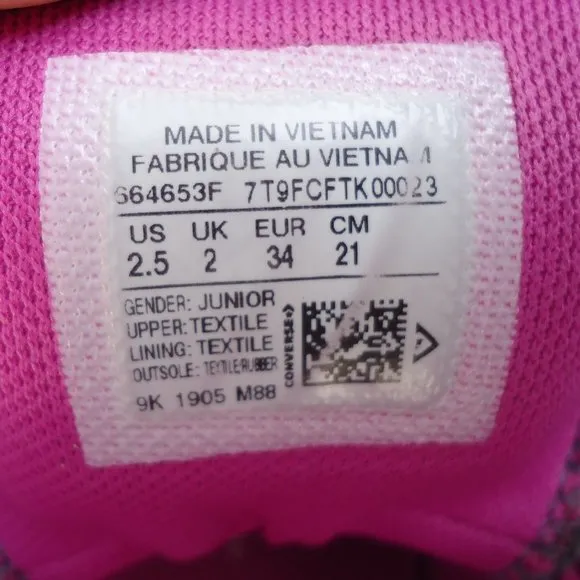 MADE IN VIETNAM
FABRIQUE AU VIETNAM
664653F 7T9FCFTK00023
US UK EUR CM
2.5 2 34 21
GENDER: JUNIOR
UPPER: TEXTILE
LINING: TEXTILE
OUTSOLE: TEXTILE/RUBBER
CONVERSE
9K 1905 M88